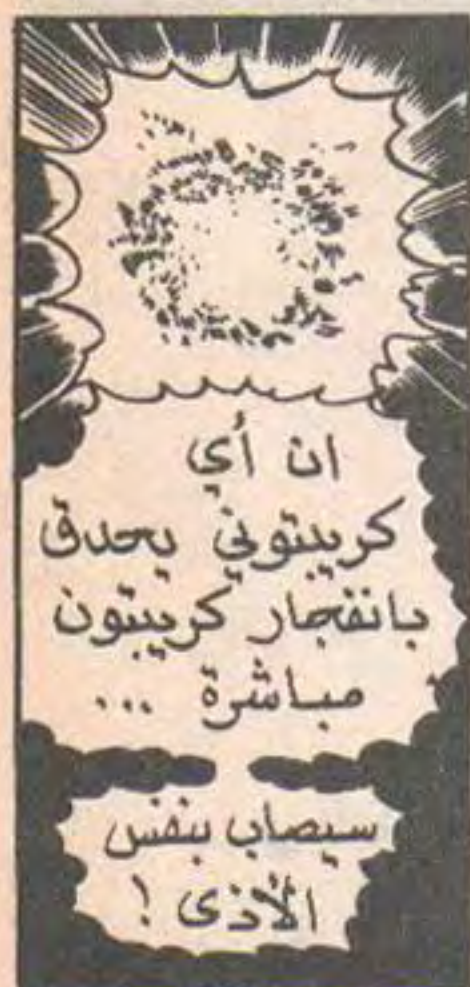 ان أي
كريبتوني يحدق
بانفجار كريبتون
مباشرة ...
سيصاب بنفس
الأذى !